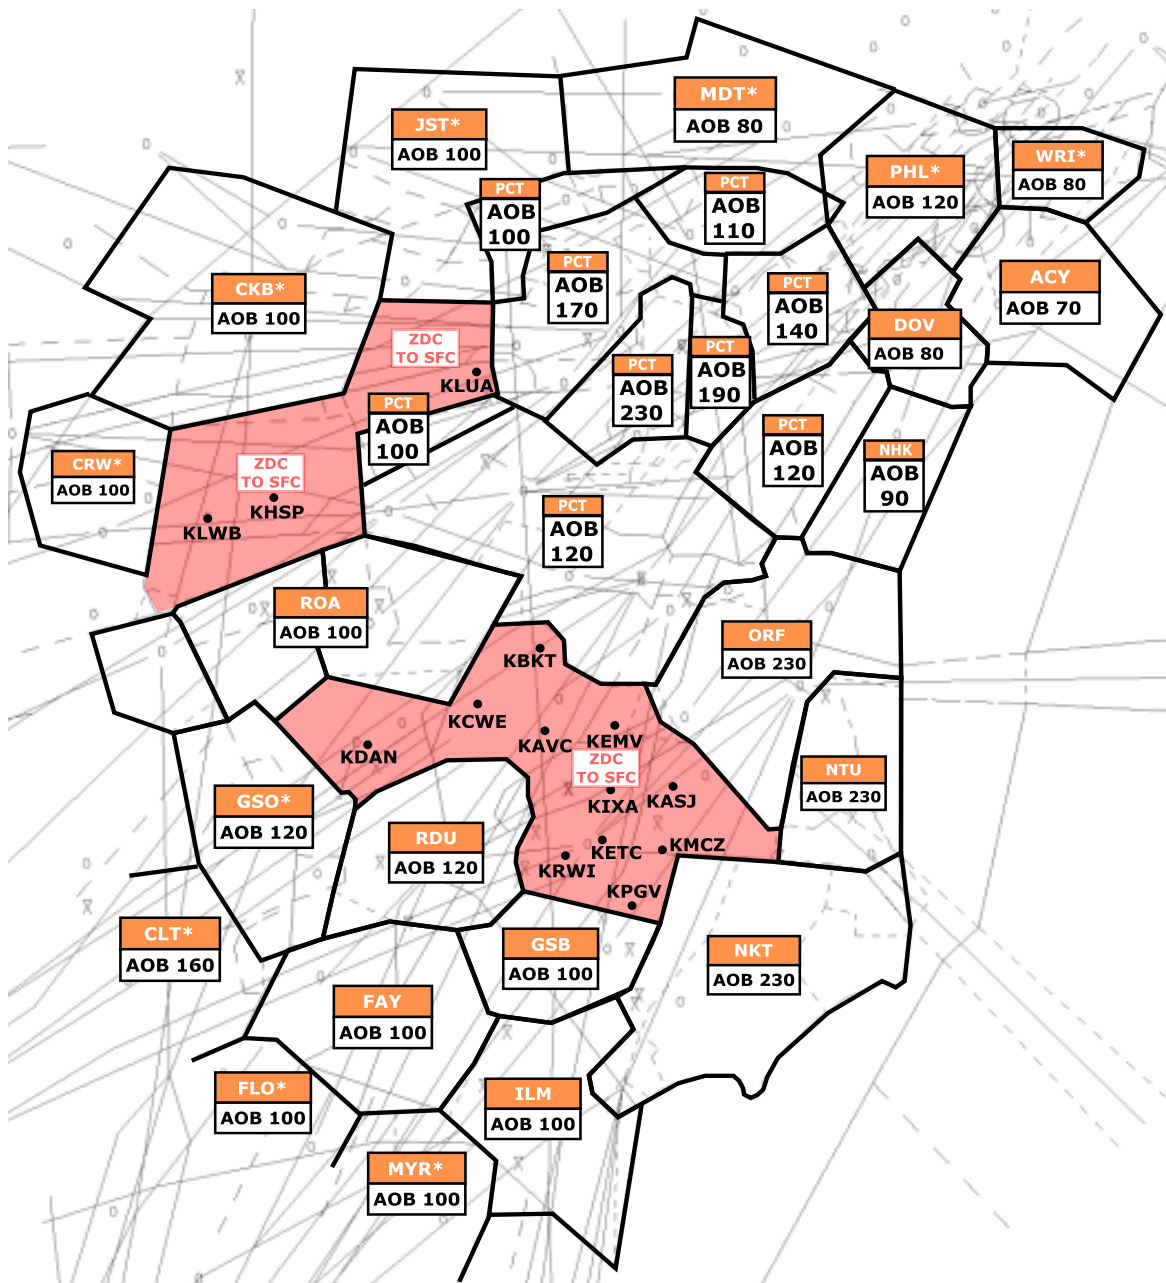 MDT*
AOB 80
JST*
AOB 100
WRI*
AOB 80
PHL*
AOB 120
PCT
AOB
100
PCT
AOB
110
PCT
AOB
170
PCT
AOB
140
ACY
AOB 70
CKB*
AOB 100
DOV
AOB 80
ZDC
TO SFC
KLUA
PCT
AOB
190
PCT
AOB
230
PCT
AOB
100
PCT
AOB
120
NHK
AOB
90
CRW*
AOB 100
ZDC
TO SFC
KHSP
KLWB
PCT
AOB
120
ROA
AOB 100
ORF
AOB 230
KBKT
KCWE
KAVC
KEMV
KDAN
ZDC
TO SFC
KIXA
KASJ
NTU
AOB 230
GSO*
AOB 120
RDU
AOB 120
KETC
KMCZ
KRWI
KPGV
CLT*
AOB 160
GSB
AOB 100
NKT
AOB 230
FAY
AOB 100
FLO*
AOB 100
ILM
AOB 100
MYR*
AOB 100